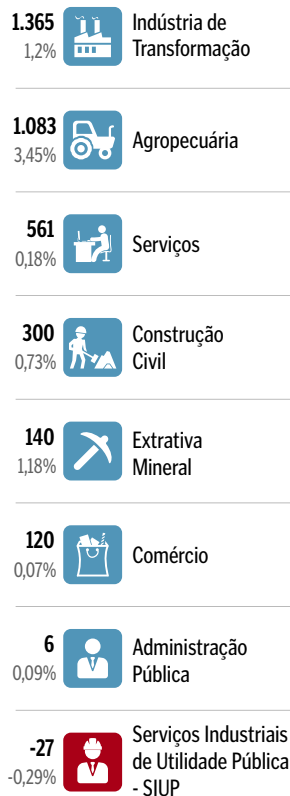 1.365
1,2%
Indústria de
Transformação
1.083
3,45%
Agropecuária
561
0,18%
Serviços
300
0,73%
Construção
Civil
140
1,18%
Extrativa
Mineral
120
0,07%
Comércio
6
0,09%
Administração
Pública
-27
-0,29%
Serviços Industriais
de Utilidade Pública
- SIUP